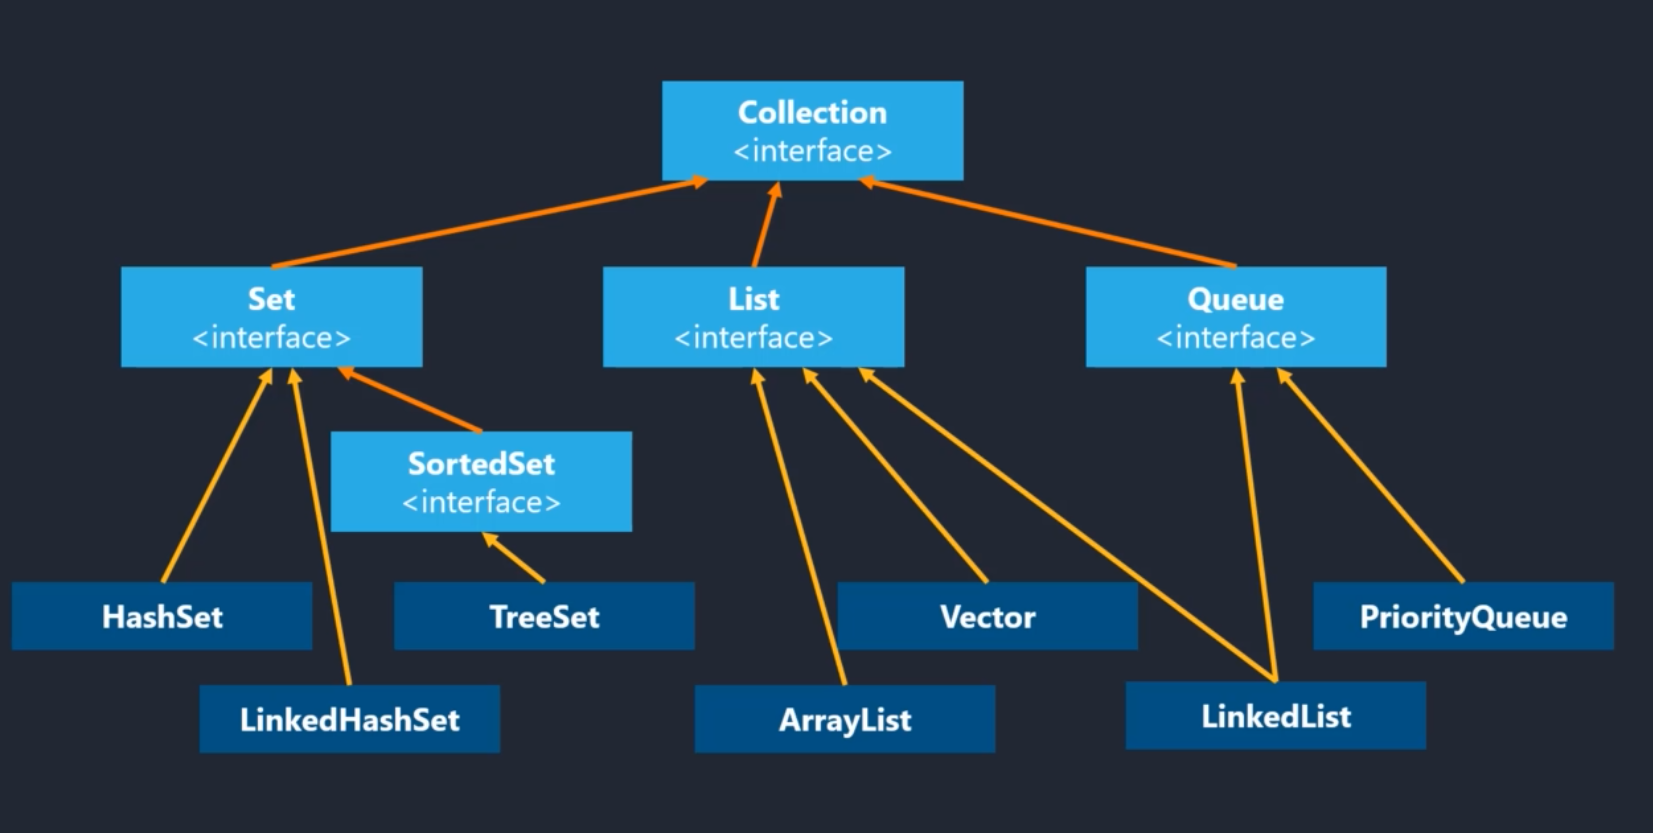 Collection
<interface>
Set
<interface>
List
<interface>
Queue
<interface>
SortedSet
<interface>
HashSet
TreeSet
Vector
PriorityQueue
LinkedHashSet
ArrayList
LinkedList